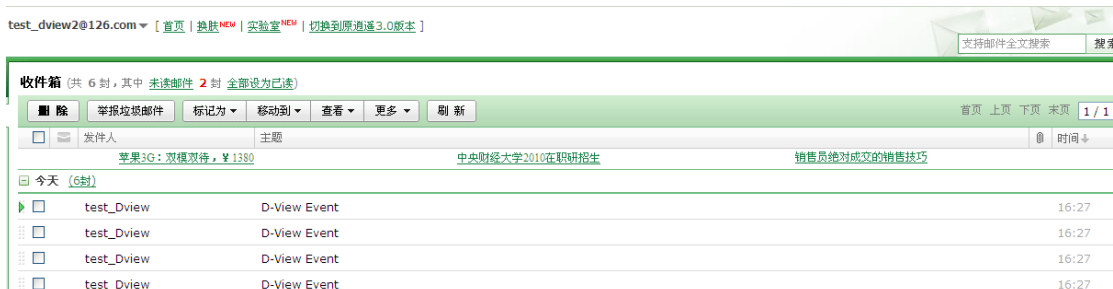 test_dview2@126.com [ 首页 | 换肤NEW | 实验室NEW | 切换到原逍遥3.0版本 ]
支持邮件全文搜索 搜索
收件箱 (共 6 封，其中 未读邮件 2 封 全部设为已读)
删 除 举报垃圾邮件 标记为 移动到 查看 更多 刷 新 首页 上页 下页 末页 1/1
发件人 主题 时间
苹果3G：双模双待，¥1380 中央财经大学2010在职研招生 销售员绝对成交的销售技巧
今天 (6封)
test_Dview D-View Event 16:27
test_Dview D-View Event 16:27
test_Dview D-View Event 16:27
test_Dview D-View Event 16:27